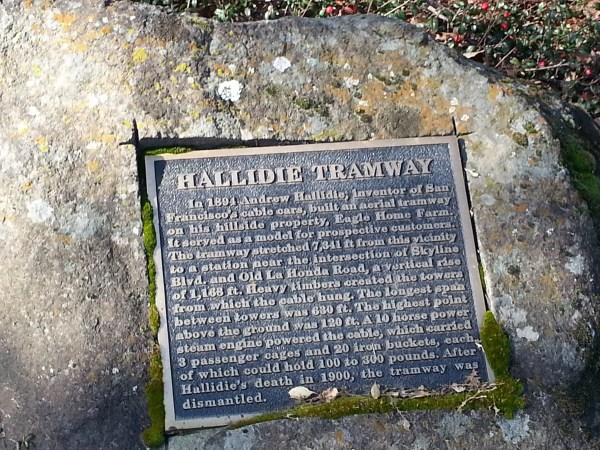 HALLIDIE TRAMWAY
In 1894 Andrew Hallidie, inventor of San
Francisco's cable cars, built an aerial tramway
on his hillside property, Eagle Home Farm.
It served as a model for prospective customers.
The tramway stretched 7,341 ft from this vicinity
to a station near the intersection of Skyline
Blvd. and Old La Honda Road, a vertical rise
of 1,166 ft. Heavy timbers created the towers
from which the cable hung. The longest span
between towers was 630 ft. The highest point
above the ground was 120 ft. A 10 horse power
steam engine powered the cable, which carried
3 passenger cages and 20 iron buckets, each
of which could hold 100 to 300 pounds. After
Hallidie's death in 1900, the tramway was
dismantled.